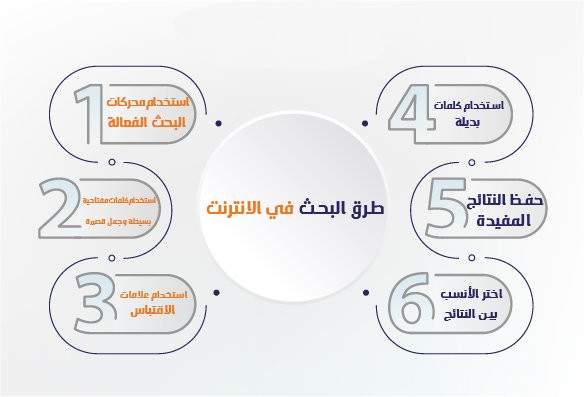 طرق البحث في الانترنت
1
استخدام محركات
البحث الفعالة
2
استخدام كلمات مفتاحية
بسيطة وجمل قصيرة
3
استخدام علامات
الاقتباس
4
استخدام كلمات
بديلة
5
حفظ النتائج
المفيدة
6
اختر الأنسب
بين النتائج